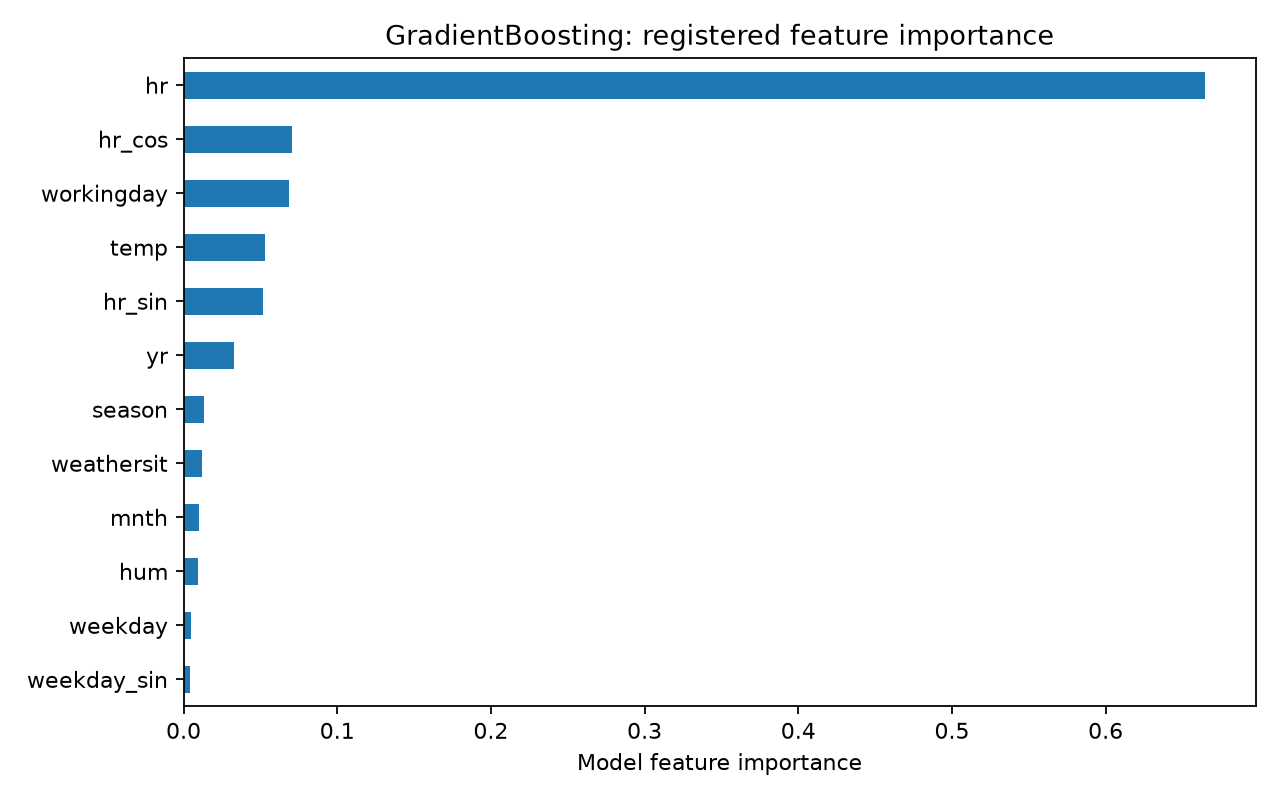 GradientBoosting: registered feature importance
hr
hr_cos
workingday
temp
hr_sin
yr
season
weathersit
mnth
hum
weekday
weekday_sin
0.0 0.1 0.2 0.3 0.4 0.5 0.6
Model feature importance